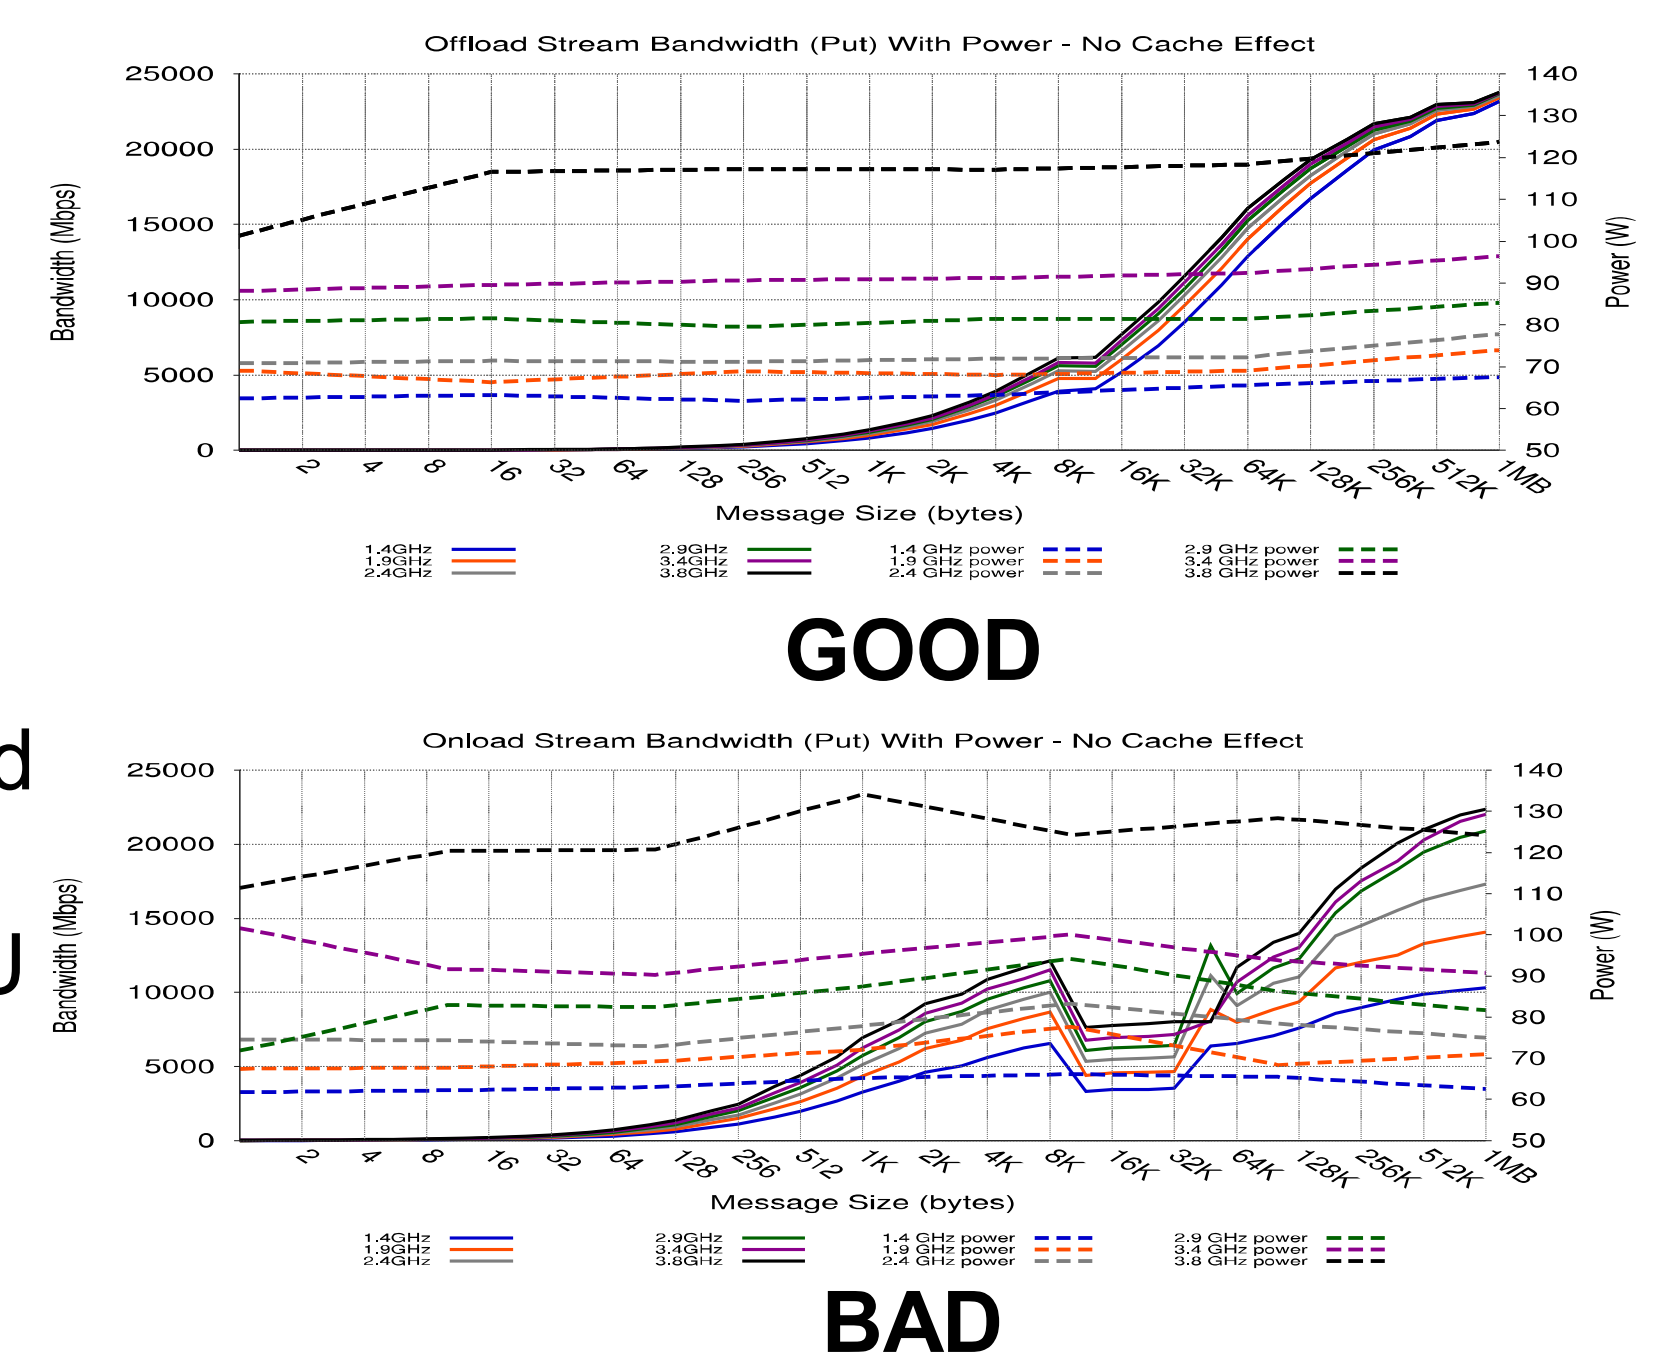 Offload Stream Bandwidth (Put) With Power - No Cache Effect
25000
20000
15000
10000
5000
0
Bandwidth (Mbps)
140
130
120
110
100
90
80
70
60
50
Power (W)
2 4 8 16 32 64 128 256 512 1K 2K 4K 8K 16K 32K 64K 128K 256K 512K 1MB
Message Size (bytes)
1.4GHz 2.9GHz 1.4 GHz power 2.9 GHz power
1.9GHz 3.4GHz 1.9 GHz power 3.4 GHz power
2.4GHz 3.8GHz 2.4 GHz power 3.8 GHz power
GOOD
d
U
Onload Stream Bandwidth (Put) With Power - No Cache Effect
25000
20000
15000
10000
5000
0
Bandwidth (Mbps)
140
130
120
110
100
90
80
70
60
50
Power (W)
2 4 8 16 32 64 128 256 512 1K 2K 4K 8K 16K 32K 64K 128K 256K 512K 1MB
Message Size (bytes)
1.4GHz 2.9GHz 1.4 GHz power 2.9 GHz power
1.9GHz 3.4GHz 1.9 GHz power 3.4 GHz power
2.4GHz 3.8GHz 2.4 GHz power 3.8 GHz power
BAD